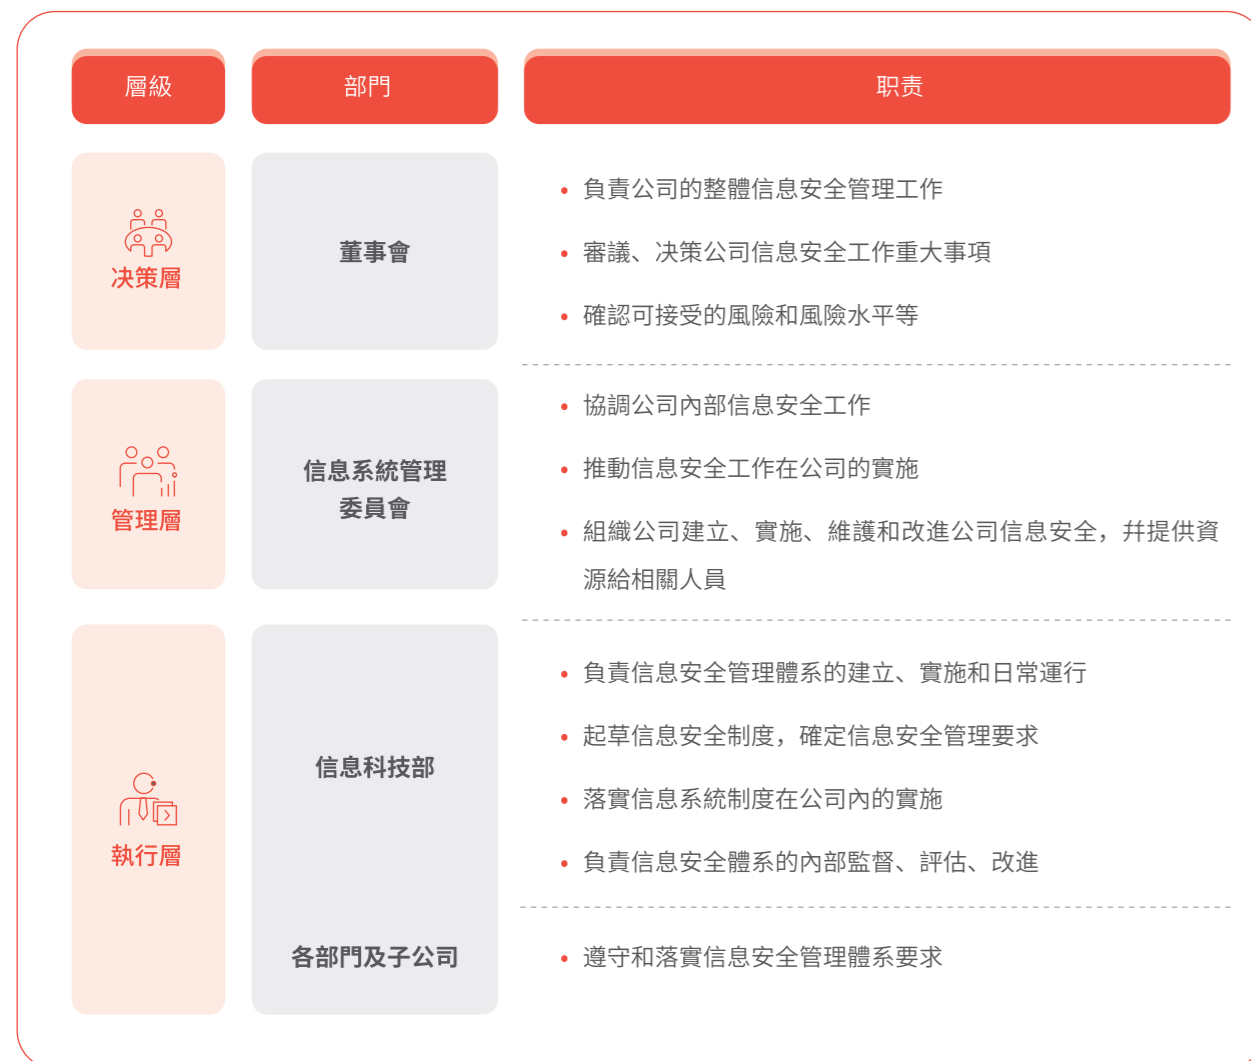 層級
部門
职责
决策層
董事會
負責公司的整體信息安全管理工作
審議、决策公司信息安全工作重大事項
確認可接受的風險和風險水平等
管理層
信息系統管理
委員會
協調公司內部信息安全工作
推動信息安全工作在公司的實施
組織公司建立、實施、維護和改進公司信息安全，幷提供資
源給相關人員
執行層
信息科技部
負責信息安全管理體系的建立、實施和日常運行
起草信息安全制度，確定信息安全管理要求
落實信息系統制度在公司內的實施
負責信息安全體系的內部監督、評估、改進
各部門及子公司
遵守和落實信息安全管理體系要求